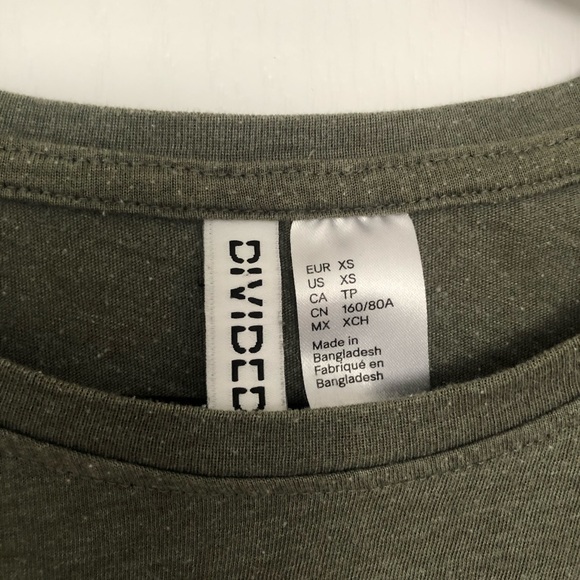 DIVIDED
EUR XS
US XS
CA TP
CN 160/80A
MX XCH
Made in
Bangladesh
Fabriqué en
Bangladesh